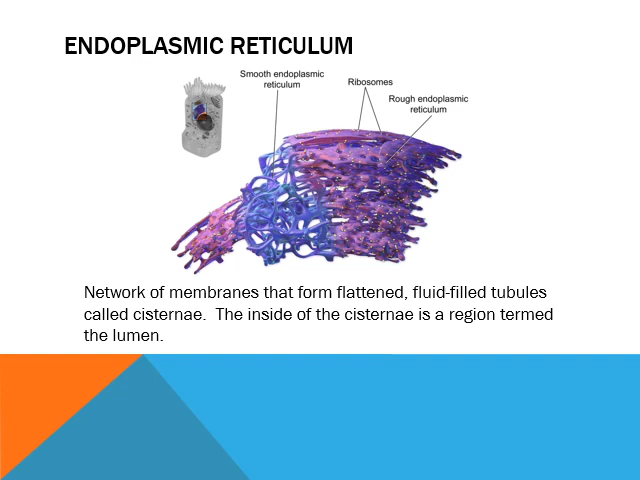 ENDOPLASMIC RETICULUM
Smooth endoplasmic
reticulum
Ribosomes
Rough endoplasmic
reticulum
Network of membranes that form flattened, fluid-filled tubules
called cisternae.  The inside of the cisternae is a region termed
the lumen.